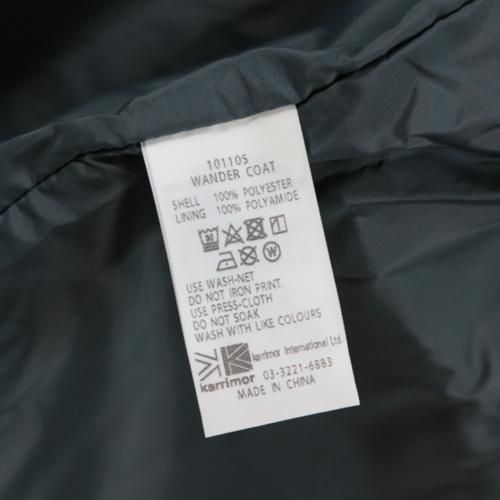 101105
WANDER COAT
SHELL 100% POLYESTER
LINING 100% POLYAMIDE
USE WASH-NET
DO NOT IRON PRINT.
USE PRESS-CLOTH
DO NOT SOAK
WASH WITH LIKE COLOURS
karrimor
karrimor International Ltd.
03-3221-6883
MADE IN CHINA